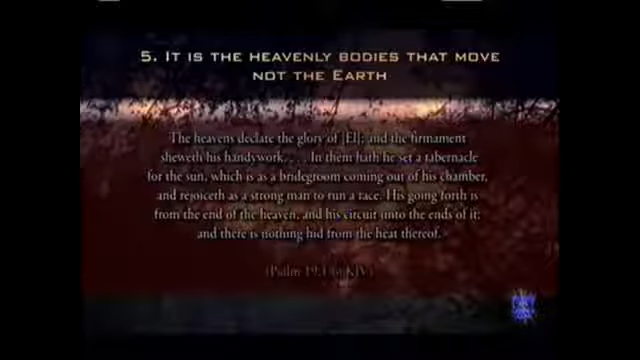 5. IT IS THE HEAVENLY BODIES THAT MOVE
NOT THE EARTH
The heavens declare the glory of [El]; and the firmament
sheweth his handywork. . . . In them hath he set a tabernacle
for the sun, which is as a bridegroom coming out of his chamber,
and rejoiceth as a strong man to run a race. His going forth is
from the end of the heaven, and his circuit unto the ends of it:
and there is nothing hid from the heat thereof.
(Psalm 19:1 KJV)